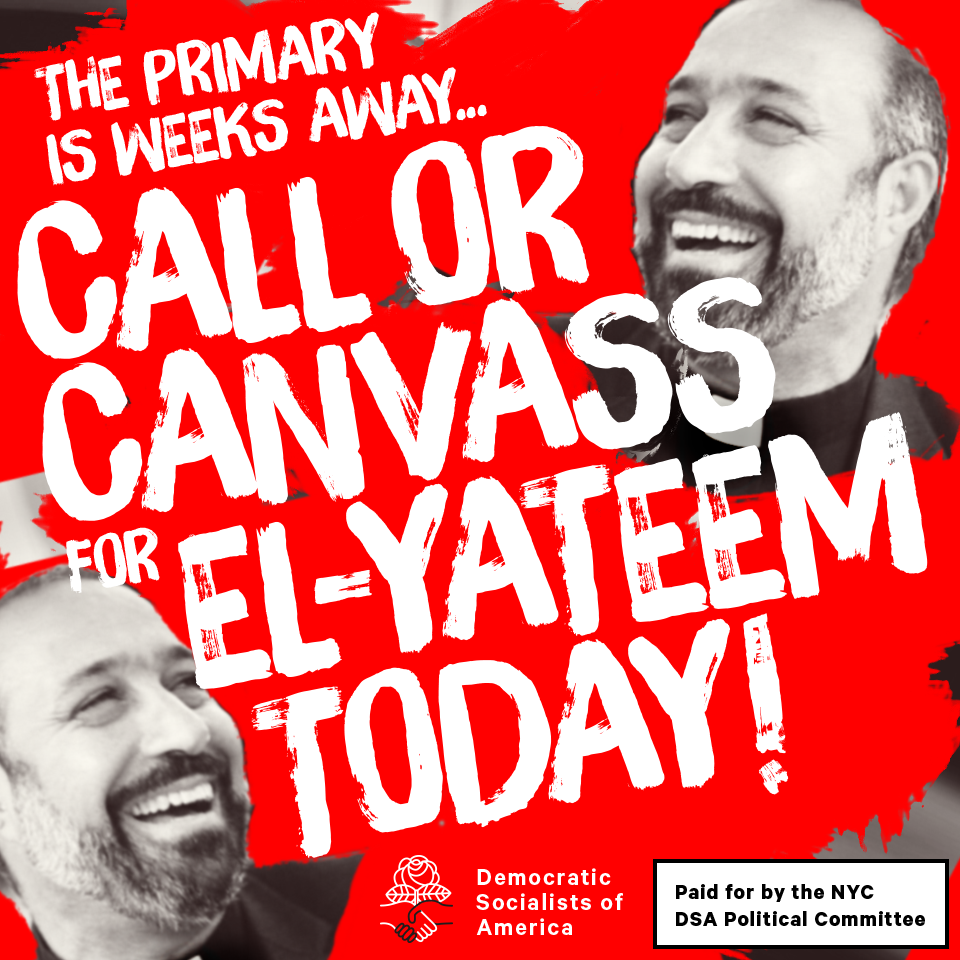 THE PRIMARY
IS WEEKS AWAY...
CALL OR
CANVASS
FOR EL-YATEEM
TODAY!
Democratic
Socialists of
America
Paid for by the NYC
DSA Political Committee